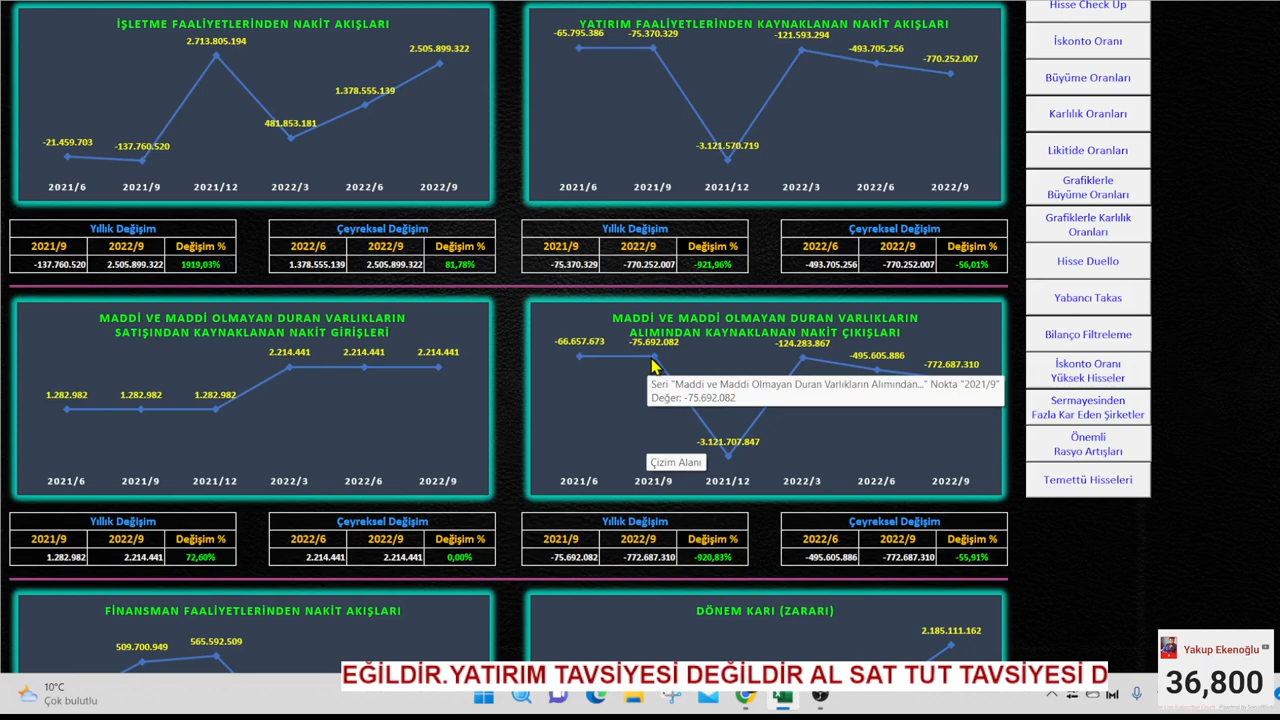 İŞLETME FAALİYETLERİNDEN NAKİT AKIŞLARI
2.713.805.194
2.505.899.322
1.378.555.139
481.853.181
-21.459.703
-137.760.520
2021/6 2021/9 2021/12 2022/3 2022/6 2022/9
YATIRIM FAALİYETLERİNDEN KAYNAKLANAN NAKİT AKIŞLARI
-65.795.386 -75.370.329 -121.593.294
-493.705.256
-770.252.007
-3.121.570.719
2021/6 2021/9 2021/12 2022/3 2022/6 2022/9
Yıllık Değişim
2021/9 2022/9 Değişim %
-137.760.520 2.505.899.322 1919,03%
Çeyreksel Değişim
2022/6 2022/9 Değişim %
1.378.555.139 2.505.899.322 81,78%
Yıllık Değişim
2021/9 2022/9 Değişim %
-75.370.329 -770.252.007 -921,96%
Çeyreksel Değişim
2022/6 2022/9 Değişim %
-493.705.256 -770.252.007 -56,01%
MADDİ VE MADDİ OLMAYAN DURAN VARLIKLARIN
SATIŞINDAN KAYNAKLANAN NAKİT GİRİŞLERİ
2.214.441 2.214.441 2.214.441
1.282.982 1.282.982 1.282.982
2021/6 2021/9 2021/12 2022/3 2022/6 2022/9
MADDİ VE MADDİ OLMAYAN DURAN VARLIKLARIN
ALIMINDAN KAYNAKLANAN NAKİT ÇIKIŞLARI
-66.657.673 -75.692.082 -124.283.867
-495.605.886
-772.687.310
Seri "Maddi ve Maddi Olmayan Duran Varlıkların Alımından..." Nokta "2021/9"
Değer: -75.692.082
-3.121.707.847
Çizim Alanı
2021/6 2021/9 2021/12 2022/3 2022/6 2022/9
Yıllık Değişim
2021/9 2022/9 Değişim %
1.282.982 2.214.441 72,60%
Çeyreksel Değişim
2022/6 2022/9 Değişim %
2.214.441 2.214.441 0,00%
Yıllık Değişim
2021/9 2022/9 Değişim %
-75.692.082 -772.687.310 -920,83%
Çeyreksel Değişim
2022/6 2022/9 Değişim %
-495.605.886 -772.687.310 -55,91%
FİNANSMAN FAALİYETLERİNDEN NAKİT AKIŞLARI
509.700.949 565.592.509
DÖNEM KARI (ZARARI)
2.185.111.162
Hisse Check Up
İskonto Oranı
Büyüme Oranları
Karlılık Oranları
Likitide Oranları
Grafiklerle
Büyüme Oranları
Grafiklerle Karlılık
Oranları
Hisse Duello
Yabancı Takas
Bilanço Filtreleme
İskonto Oranı
Yüksek Hisseler
Sermayesinden
Fazla Kar Eden Şirketler
Önemli
Rasyo Artışları
Temettü Hisseleri
EĞİLDİR.YATIRIM TAVSİYESİ DEĞİLDİR AL SAT TUT TAVSİYESİ D
Yakup Ekenoğlu
36,800
10°C
Çok bulutlu